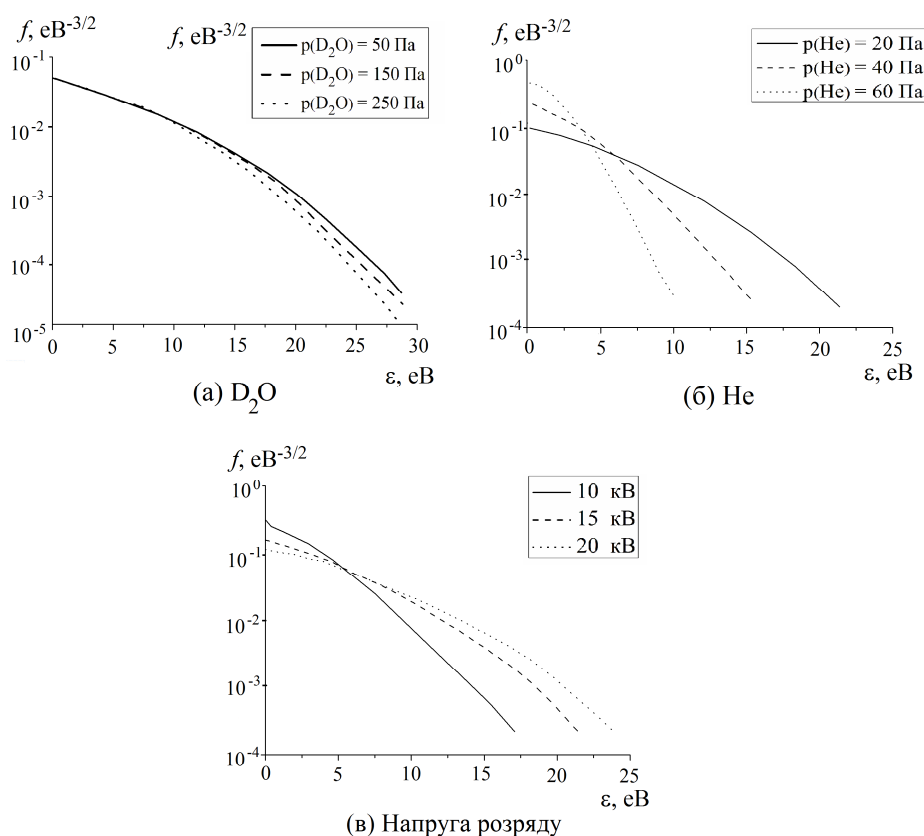 f, eB^-3/2
f, eB^-3/2
p(D₂O) = 50 Па
p(D₂O) = 150 Па
p(D₂O) = 250 Па
10^-1
10^-2
10^-3
10^-4
10^-5
0 5 10 15 20 25 30
ε, eB
(а) D₂O
f, eB^-3/2
p(He) = 20 Па
p(He) = 40 Па
p(He) = 60 Па
10^0
10^-1
10^-2
10^-3
10^-4
0 5 10 15 20 25
ε, eB
(б) He
f, eB^-3/2
10 кВ
15 кВ
20 кВ
10^0
10^-1
10^-2
10^-3
10^-4
0 5 10 15 20 25
ε, eB
(в) Напруга розряду